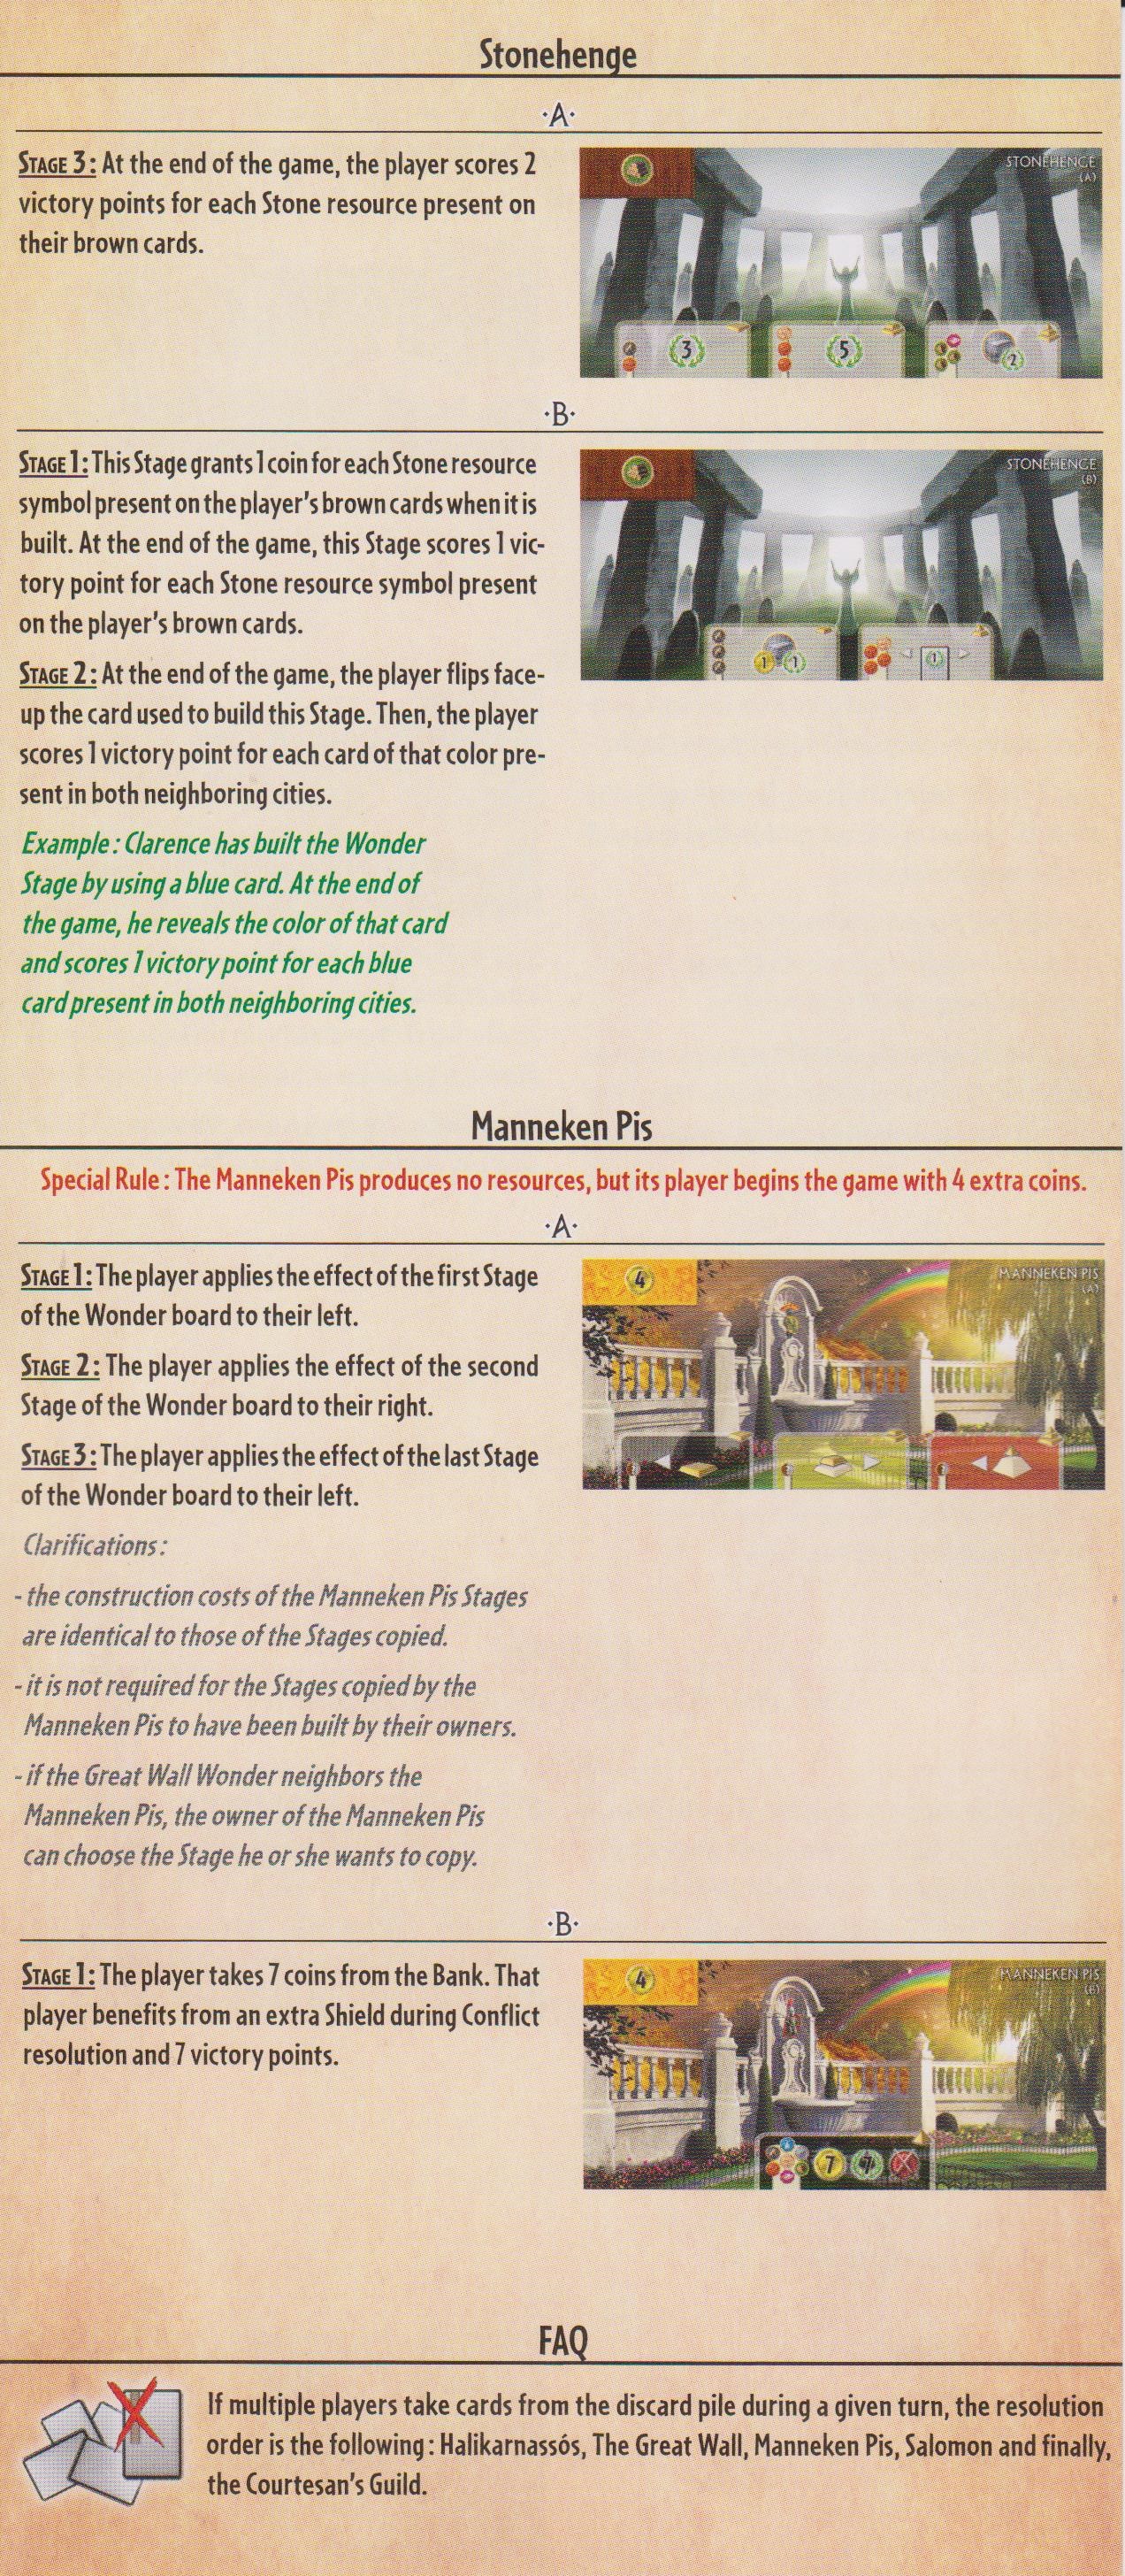 Stonehenge
·A·
STAGE 3: At the end of the game, the player scores 2
victory points for each Stone resource present on
their brown cards.
STONEHENGE
(A)
3
5
2
·B·
STAGE 1: This Stage grants 1 coin for each Stone resource
symbol present on the player's brown cards when it is
built. At the end of the game, this Stage scores 1 vic-
tory point for each Stone resource symbol present
on the player's brown cards.
STAGE 2: At the end of the game, the player flips face-
up the card used to build this Stage. Then, the player
scores 1 victory point for each card of that color pre-
sent in both neighboring cities.
Example : Clarence has built the Wonder
Stage by using a blue card. At the end of
the game, he reveals the color of that card
and scores 1 victory point for each blue
card present in both neighboring cities.
STONEHENGE
(B)
1 1
1
Manneken Pis
Special Rule : The Manneken Pis produces no resources, but its player begins the game with 4 extra coins.
·A·
STAGE 1: The player applies the effect of the first Stage
of the Wonder board to their left.
STAGE 2: The player applies the effect of the second
Stage of the Wonder board to their right.
STAGE 3: The player applies the effect of the last Stage
of the Wonder board to their left.
Clarifications :
- the construction costs of the Manneken Pis Stages
are identical to those of the Stages copied.
- it is not required for the Stages copied by the
Manneken Pis to have been built by their owners.
- if the Great Wall Wonder neighbors the
Manneken Pis, the owner of the Manneken Pis
can choose the Stage he or she wants to copy.
4
MANNEKEN PIS
(A)
·B·
STAGE 1: The player takes 7 coins from the Bank. That
player benefits from an extra Shield during Conflict
resolution and 7 victory points.
4
MANNEKEN PIS
(B)
7 7
FAQ
If multiple players take cards from the discard pile during a given turn, the resolution
order is the following : Halikarnassós, The Great Wall, Manneken Pis, Salomon and finally,
the Courtesan's Guild.